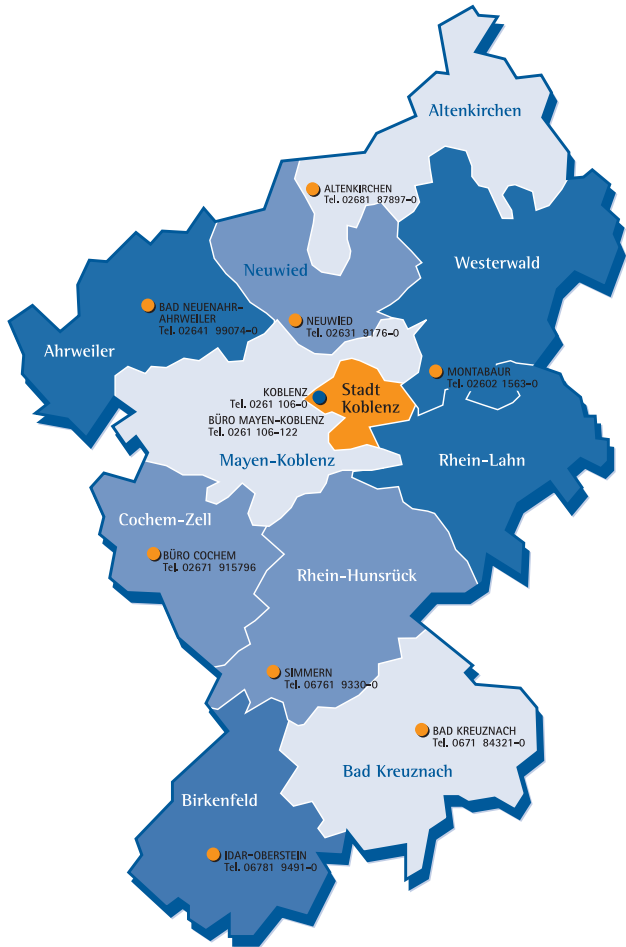 Altenkirchen
ALTENKIRCHEN
Tel. 02681 87897-0
Neuwied
Westerwald
BAD NEUENAHR-
AHRWEILER
Tel. 02641 99074-0
NEUWIED
Tel. 02631 9176-0
Ahrweiler
MONTABAUR
Tel. 02602 1563-0
KOBLENZ
Tel. 0261 106-0
Stadt
Koblenz
BÜRO MAYEN-KOBLENZ
Tel. 0261 106-122
Mayen-Koblenz
Rhein-Lahn
Cochem-Zell
BÜRO COCHEM
Tel. 02671 915796
Rhein-Hunsrück
SIMMERN
Tel. 06761 9330-0
BAD KREUZNACH
Tel. 0671 84321-0
Bad Kreuznach
Birkenfeld
IDAR-OBERSTEIN
Tel. 06781 9491-0